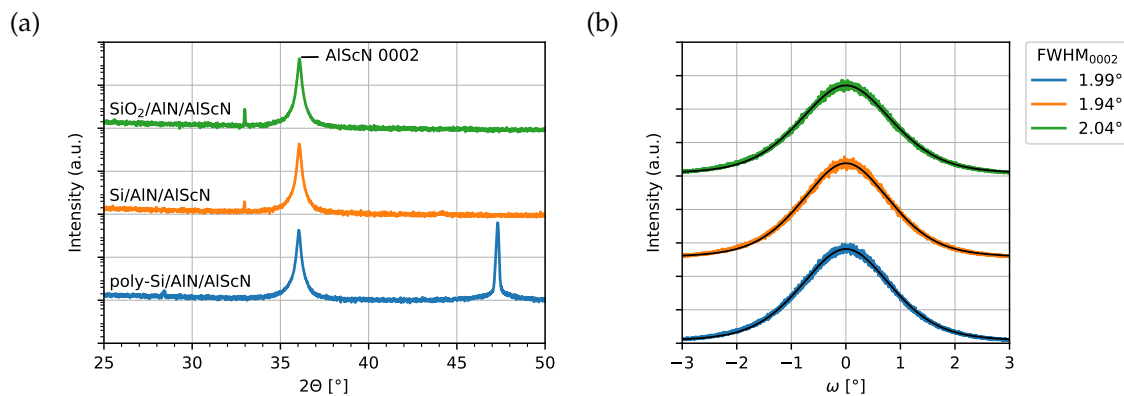 (a)
AlScN 0002
SiO₂/AlN/AlScN
Si/AlN/AlScN
poly-Si/AlN/AlScN
Intensity (a.u.)
25 30 35 40 45 50
2Θ [°]
(b)
Intensity (a.u.)
−3 −2 −1 0 1 2 3
ω [°]
FWHM₀₀₀₂
1.99°
1.94°
2.04°